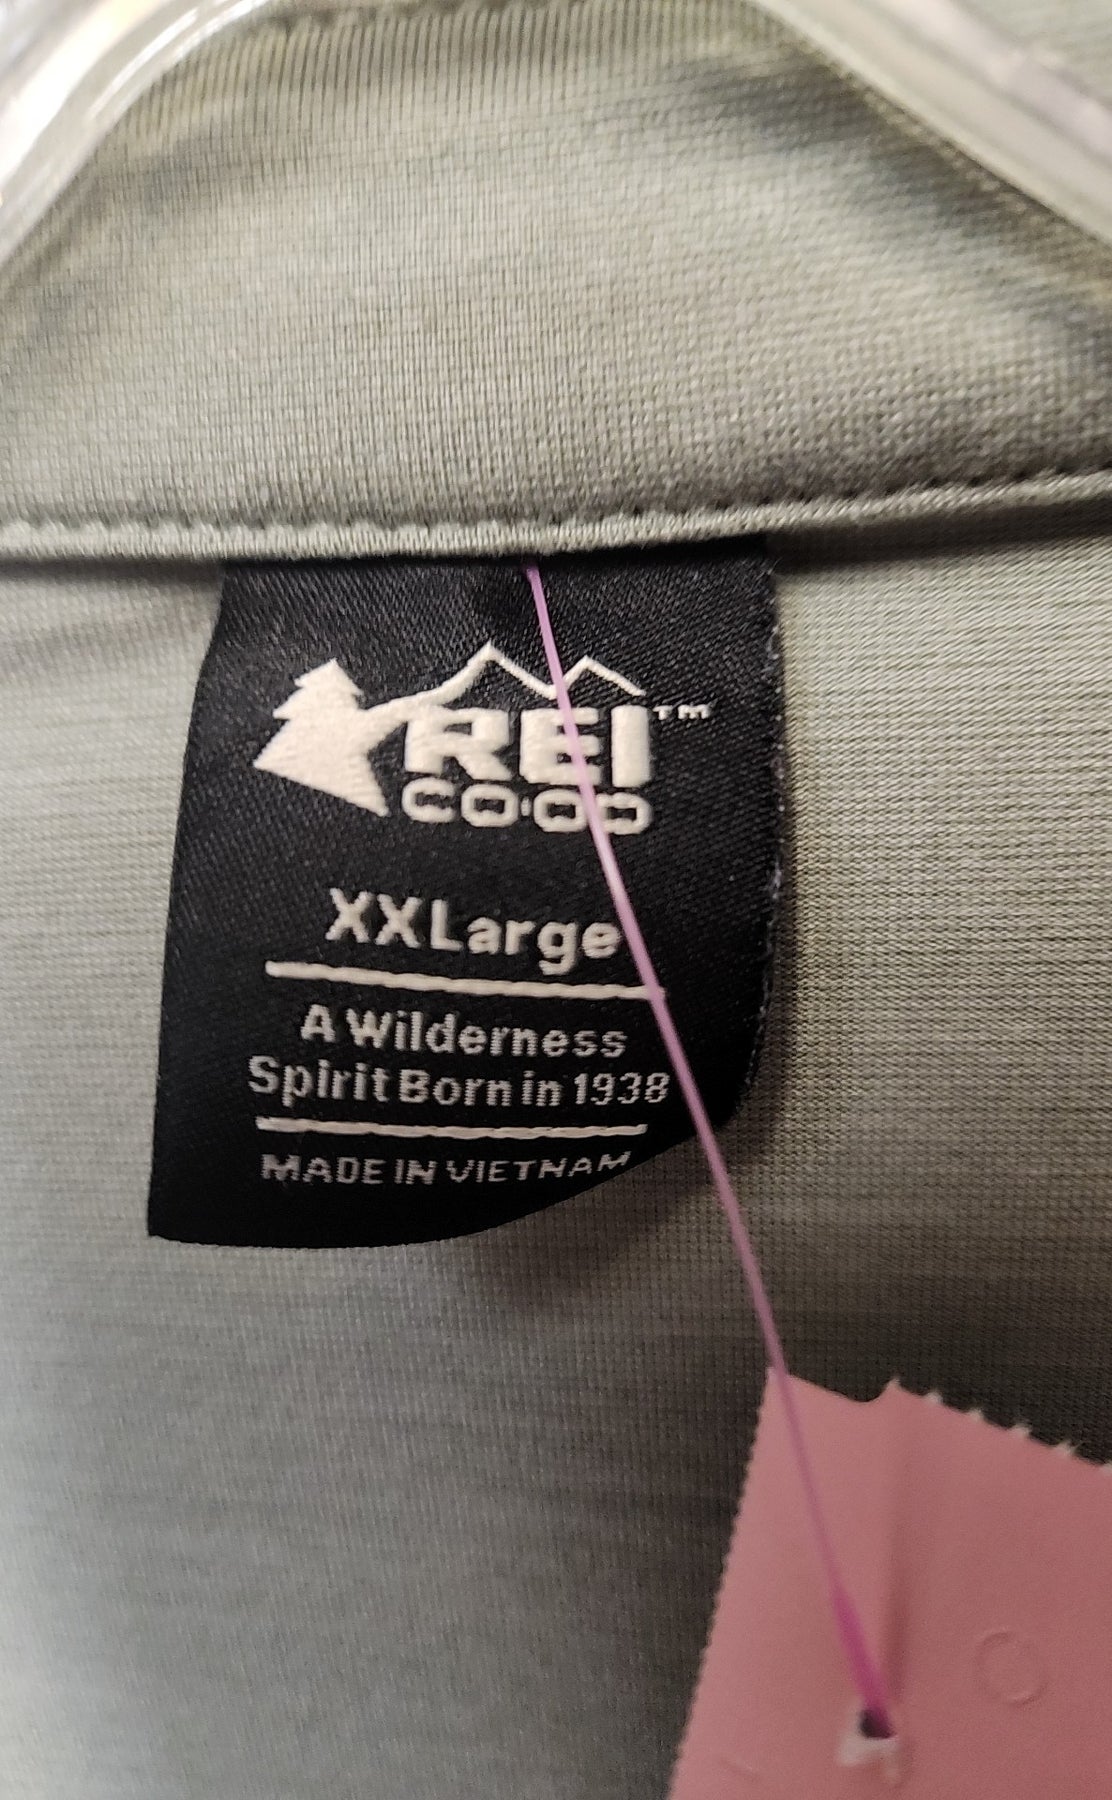 REI™
CO·OP
XXLarge
A Wilderness
Spirit Born in 1938
MADE IN VIETNAM